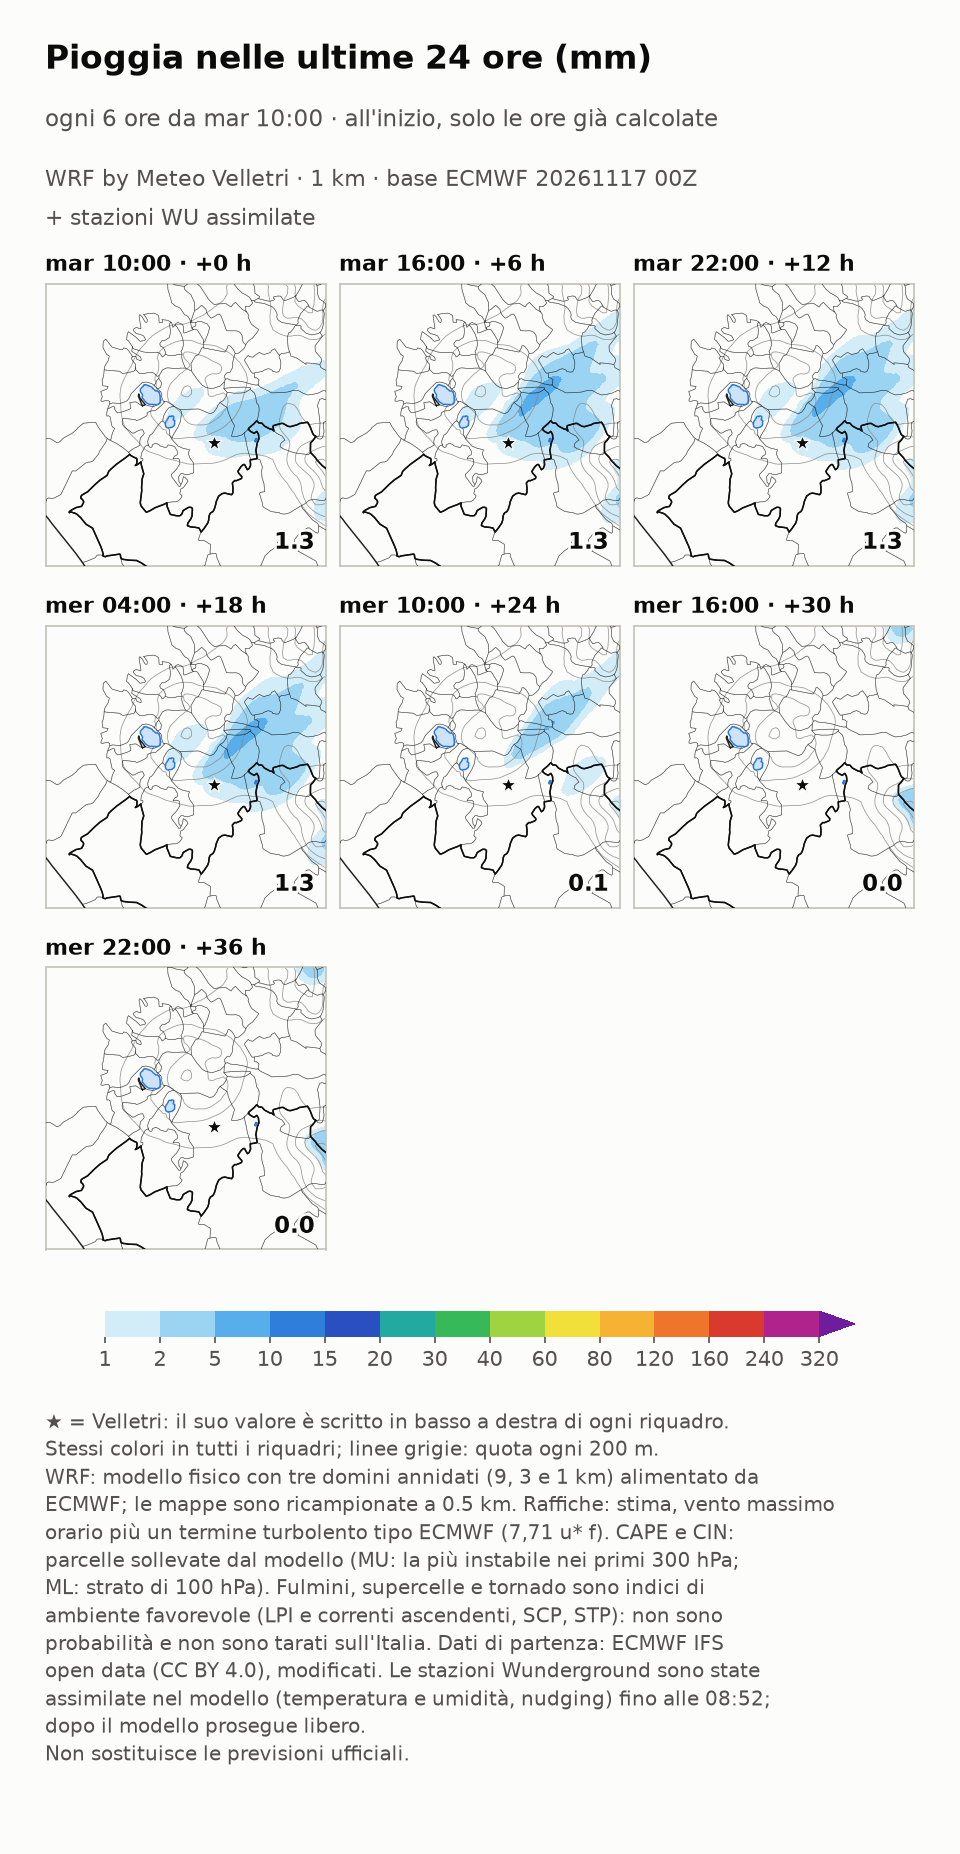 Pioggia nelle ultime 24 ore (mm)
ogni 6 ore da mar 10:00 · all'inizio, solo le ore già calcolate
WRF by Meteo Velletri · 1 km · base ECMWF 20261117 00Z
+ stazioni WU assimilate
mar 10:00 · +0 h
mar 16:00 · +6 h
mar 22:00 · +12 h
1.3
1.3
1.3
mer 04:00 · +18 h
mer 10:00 · +24 h
mer 16:00 · +30 h
1.3
0.1
0.0
mer 22:00 · +36 h
0.0
1 2 5 10 15 20 30 40 60 80 120 160 240 320
★ = Velletri: il suo valore è scritto in basso a destra di ogni riquadro.
Stessi colori in tutti i riquadri; linee grigie: quota ogni 200 m.
WRF: modello fisico con tre domini annidati (9, 3 e 1 km) alimentato da
ECMWF; le mappe sono ricampionate a 0.5 km. Raffiche: stima, vento massimo
orario più un termine turbolento tipo ECMWF (7,71 u* f). CAPE e CIN:
parcelle sollevate dal modello (MU: la più instabile nei primi 300 hPa;
ML: strato di 100 hPa). Fulmini, supercelle e tornado sono indici di
ambiente favorevole (LPI e correnti ascendenti, SCP, STP): non sono
probabilità e non sono tarati sull'Italia. Dati di partenza: ECMWF IFS
open data (CC BY 4.0), modificati. Le stazioni Wunderground sono state
assimilate nel modello (temperatura e umidità, nudging) fino alle 08:52;
dopo il modello prosegue libero.
Non sostituisce le previsioni ufficiali.